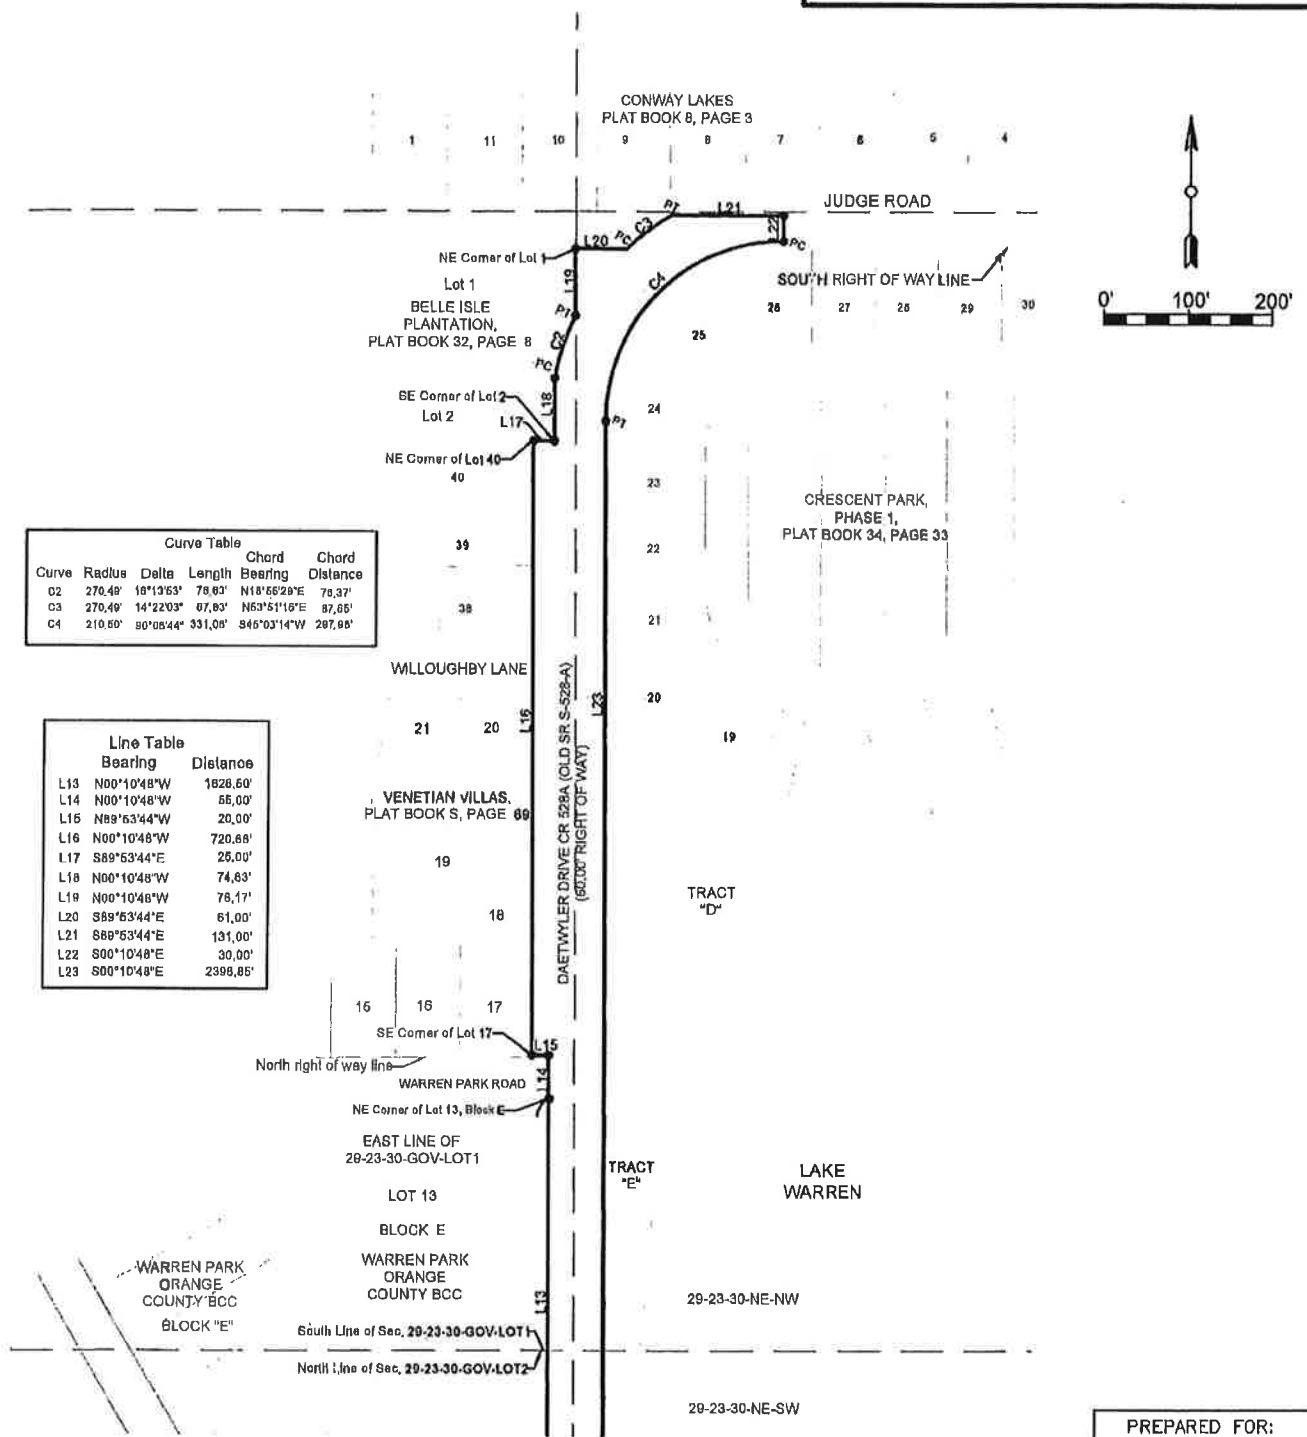 CONWAY LAKES
PLAT BOOK 8, PAGE 3
1 11 10 9 8 7 6 5 4
JUDGE ROAD
PT L21
C3
PC
L20
L22
PC
NE Corner of Lot 1
L19
C4
SOUTH RIGHT OF WAY LINE
Lot 1
BELLE ISLE
PLANTATION,
PLAT BOOK 32, PAGE 8
PT
C2
PC
0' 100' 200'
26 27 28 29 30
25
SE Corner of Lot 2
Lot 2
L18
L17
24
PT
NE Corner of Lot 40
40
23
CRESCENT PARK,
PHASE 1,
PLAT BOOK 34, PAGE 33
39
22
38
21
Curve Table
Curve Radius Delta Length Chord Bearing Chord Distance
C2 270.49' 16°13'53" 76,63' N16°56'29"E 76,37'
C3 270,49' 14°22'03" 67,83' N63°51'16"E 67,65'
C4 210,50' 90°06'44" 331,06' S45°03'14"W 297,98'
WILLOUGHBY LANE
L16
L23
20
19
21 20
DAETWYLER DRIVE CR 528A (OLD SR S-528-A)
(60.00' RIGHT OF WAY)
Line Table
Bearing Distance
L13 N00°10'48"W 1626,50'
L14 N00°10'48"W 55,00'
L15 N89°53'44"W 20,00'
L16 N00°10'48"W 720,68'
L17 S89°53'44"E 25,00'
L18 N00°10'48"W 74,63'
L19 N00°10'48"W 76,17'
L20 S89°53'44"E 61,00'
L21 S89°53'44"E 131,00'
L22 S00°10'48"E 30,00'
L23 S00°10'48"E 2398,85'
VENETIAN VILLAS,
PLAT BOOK S, PAGE 69
19
18
TRACT
"D"
15 16 17
SE Corner of Lot 17
L15
North right of way line
L14
WARREN PARK ROAD
NE Corner of Lot 13, Block E
EAST LINE OF
29-23-30-GOV-LOT1
TRACT
"E"
LAKE
WARREN
LOT 13
BLOCK E
WARREN PARK
ORANGE
COUNTY BCC
WARREN PARK
ORANGE
COUNTY BCC
BLOCK "E"
L13
29-23-30-NE-NW
South Line of Sec. 29-23-30-GOV-LOT1
North Line of Sec. 29-23-30-GOV-LOT2
29-23-30-NE-SW
PREPARED FOR: